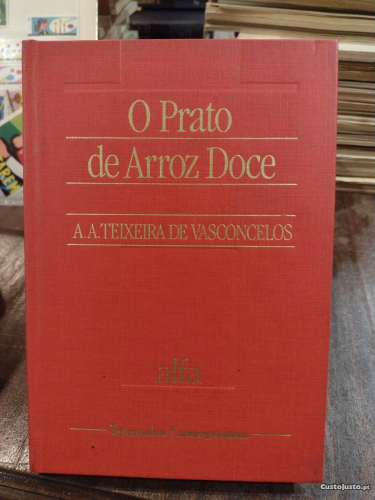 O Prato
de Arroz Doce
A. A. TEIXEIRA DE VASCONCELOS
alfa
CustoJusto.pt